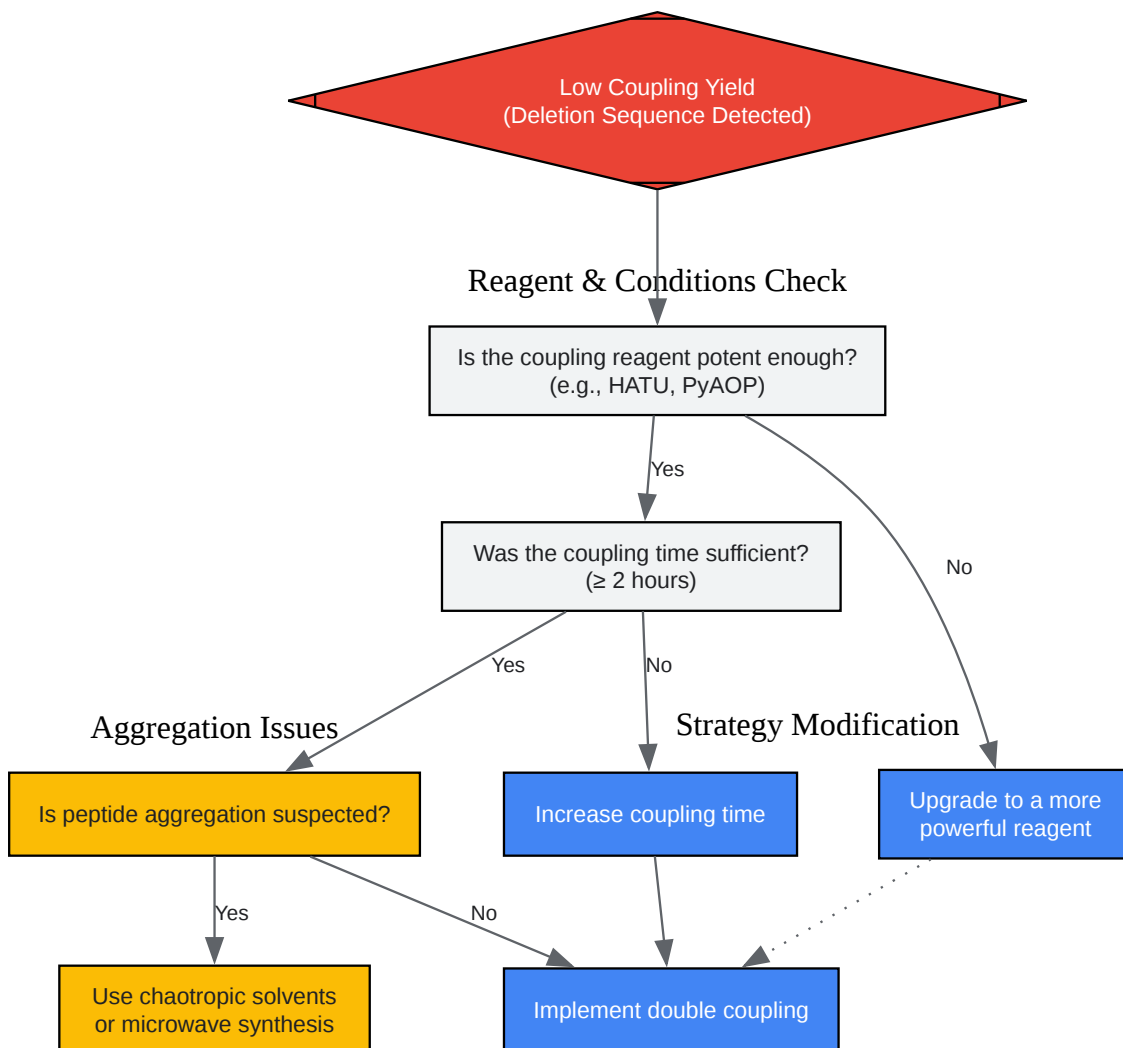 Low Coupling Yield
(Deletion Sequence Detected)
Reagent & Conditions Check
Is the coupling reagent potent enough?
(e.g., HATU, PyAOP)
Yes
Was the coupling time sufficient?
(≥ 2 hours)
No
Yes
No
Aggregation Issues
Strategy Modification
Is peptide aggregation suspected?
Increase coupling time
Upgrade to a more
powerful reagent
Yes
No
Use chaotropic solvents
or microwave synthesis
Implement double coupling